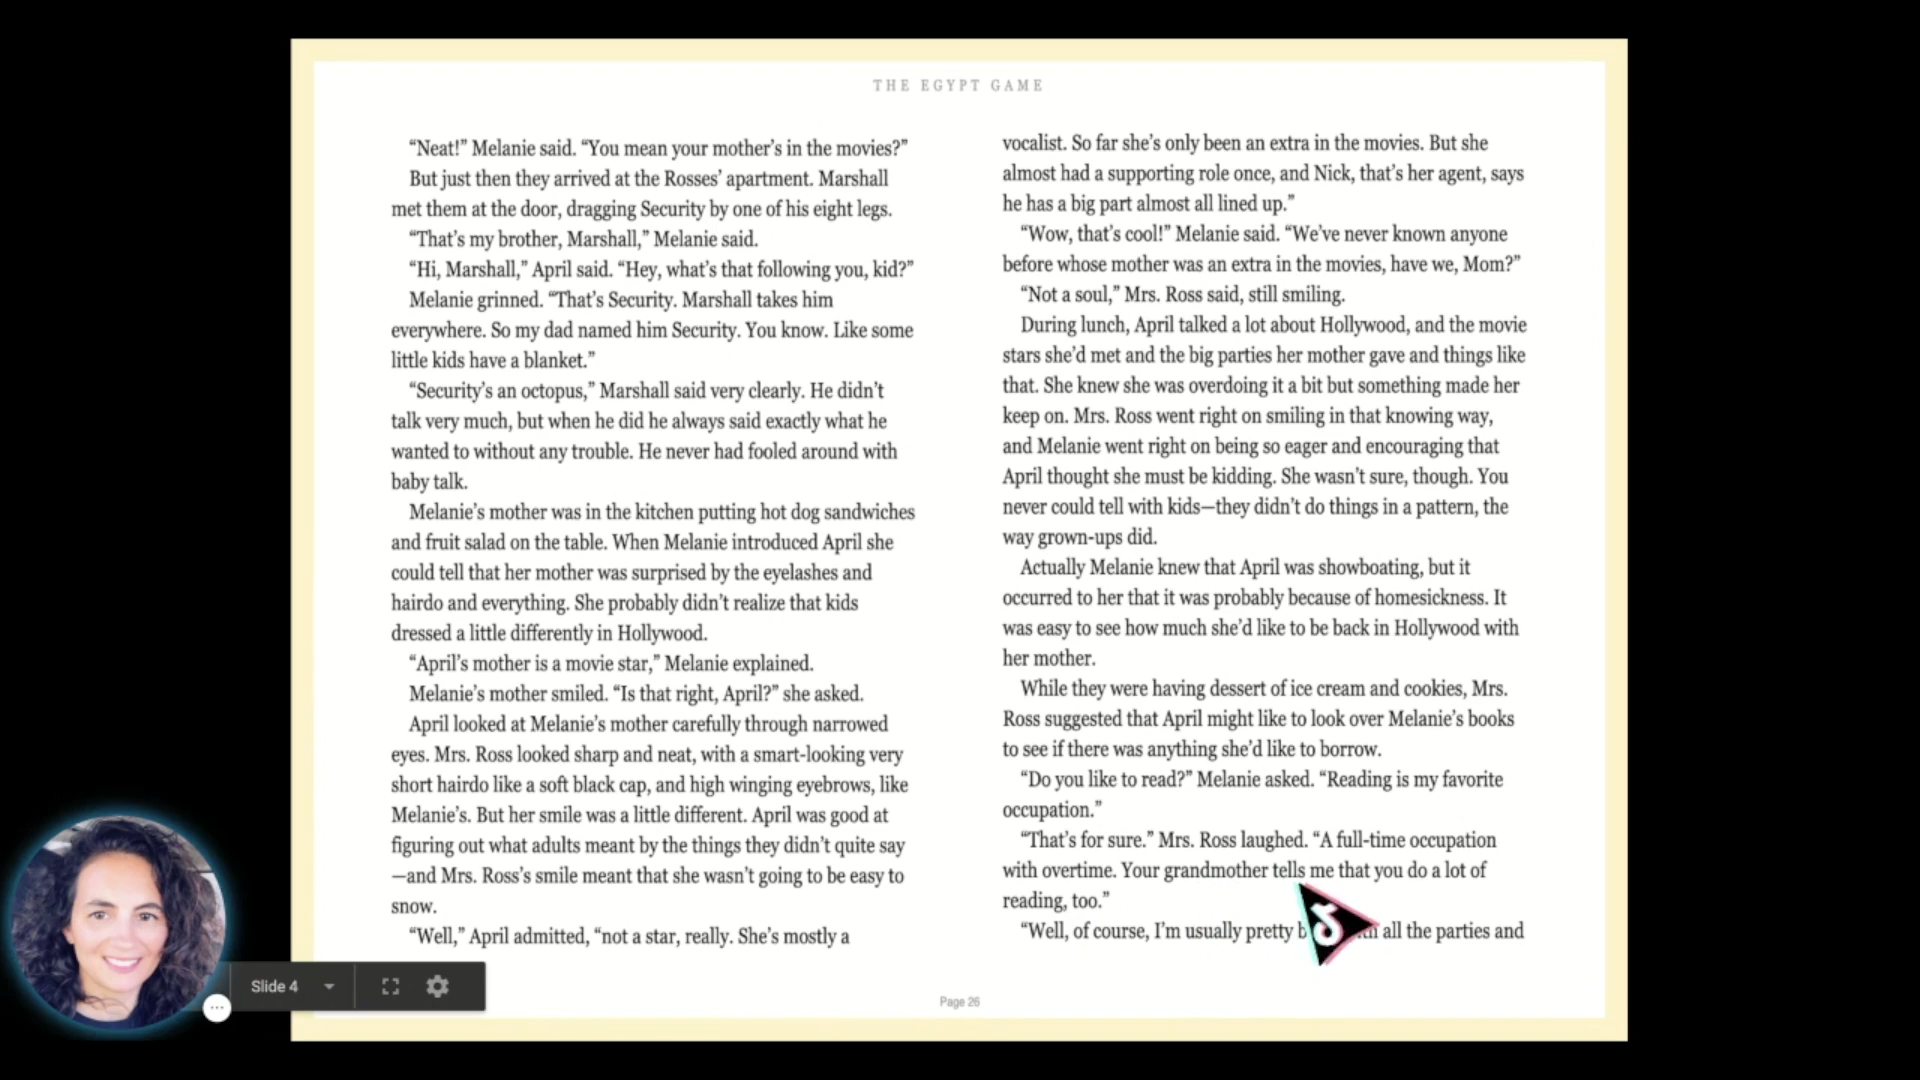 THE EGYPT GAME
“Neat!” Melanie said. “You mean your mother’s in the movies?”
But just then they arrived at the Rosses’ apartment. Marshall
met them at the door, dragging Security by one of his eight legs.
“That’s my brother, Marshall,” Melanie said.
“Hi, Marshall,” April said. “Hey, what’s that following you, kid?”
Melanie grinned. “That’s Security. Marshall takes him
everywhere. So my dad named him Security. You know. Like some
little kids have a blanket.”
“Security’s an octopus,” Marshall said very clearly. He didn’t
talk very much, but when he did he always said exactly what he
wanted to without any trouble. He never had fooled around with
baby talk.
Melanie’s mother was in the kitchen putting hot dog sandwiches
and fruit salad on the table. When Melanie introduced April she
could tell that her mother was surprised by the eyelashes and
hairdo and everything. She probably didn’t realize that kids
dressed a little differently in Hollywood.
“April’s mother is a movie star,” Melanie explained.
Melanie’s mother smiled. “Is that right, April?” she asked.
April looked at Melanie’s mother carefully through narrowed
eyes. Mrs. Ross looked sharp and neat, with a smart-looking very
short hairdo like a soft black cap, and high winging eyebrows, like
Melanie’s. But her smile was a little different. April was good at
figuring out what adults meant by the things they didn’t quite say
—and Mrs. Ross’s smile meant that she wasn’t going to be easy to
snow.
“Well,” April admitted, “not a star, really. She’s mostly a
vocalist. So far she’s only been an extra in the movies. But she
almost had a supporting role once, and Nick, that’s her agent, says
he has a big part almost all lined up.”
“Wow, that’s cool!” Melanie said. “We’ve never known anyone
before whose mother was an extra in the movies, have we, Mom?”
“Not a soul,” Mrs. Ross said, still smiling.
During lunch, April talked a lot about Hollywood, and the movie
stars she’d met and the big parties her mother gave and things like
that. She knew she was overdoing it a bit but something made her
keep on. Mrs. Ross went right on smiling in that knowing way,
and Melanie went right on being so eager and encouraging that
April thought she must be kidding. She wasn’t sure, though. You
never could tell with kids—they didn’t do things in a pattern, the
way grown-ups did.
Actually Melanie knew that April was showboating, but it
occurred to her that it was probably because of homesickness. It
was easy to see how much she’d like to be back in Hollywood with
her mother.
While they were having dessert of ice cream and cookies, Mrs.
Ross suggested that April might like to look over Melanie’s books
to see if there was anything she’d like to borrow.
“Do you like to read?” Melanie asked. “Reading is my favorite
occupation.”
“That’s for sure.” Mrs. Ross laughed. “A full-time occupation
with overtime. Your grandmother tells me that you do a lot of
reading, too.”
“Well, of course, I’m usually pretty all the parties and
Page 26
Slide 4